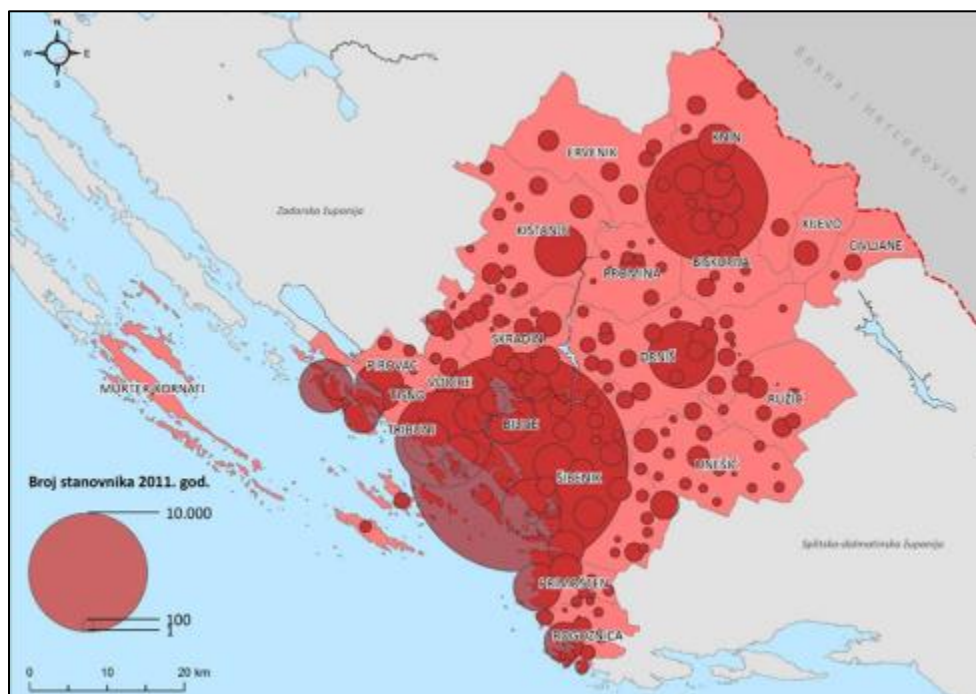 N
W E
S
Bosna i Hercegovina
KNIN
ERVENIK
Zadarska županija
KISTANJE
KIJEVO
CIVLJANE
PROMINA
BISKUPIJA
SKRADIN
DRNIŠ
PIROVAC
VODICE
MURTER KORNATI
TISNO
RUŽIĆ
TRIBUNJ
BILICE
UNEŠIĆ
ŠIBENIK
Broj stanovnika 2011. god.
10.000
Splitsko-dalmatinska županija
PRIMOŠTEN
100
1
ROGOZNICA
0 10 20 km